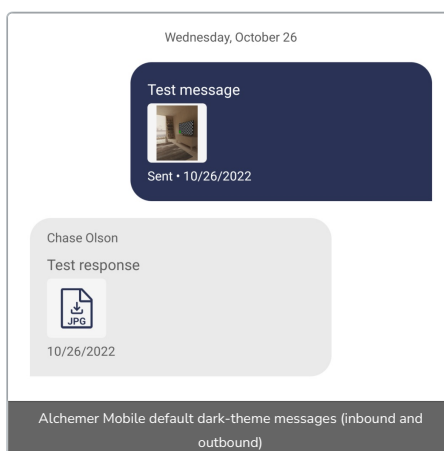 Wednesday, October 26
Test message
Sent • 10/26/2022
Chase Olson
Test response
JPG
10/26/2022
Alchemer Mobile default dark-theme messages (inbound and
outbound)